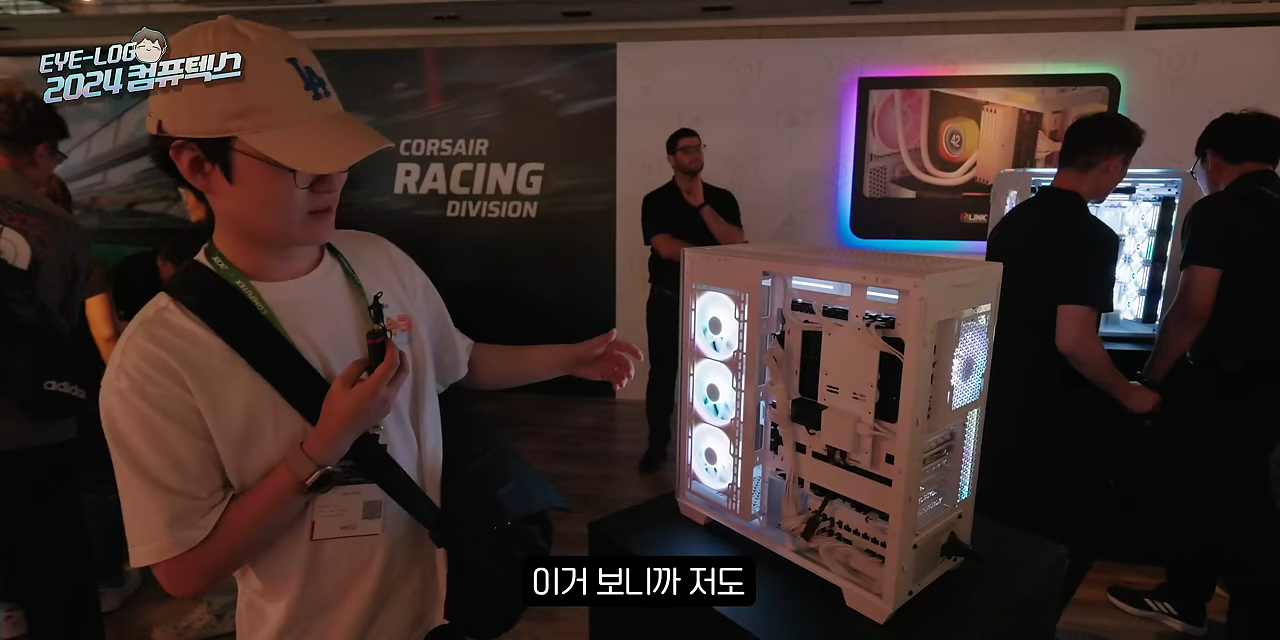 EYE-LOG
2024 컴퓨텍스
LA
CORSAIR
RACING
DIVISION
42
LINK
COMPUTEX
adidas
이거 보니까 저도